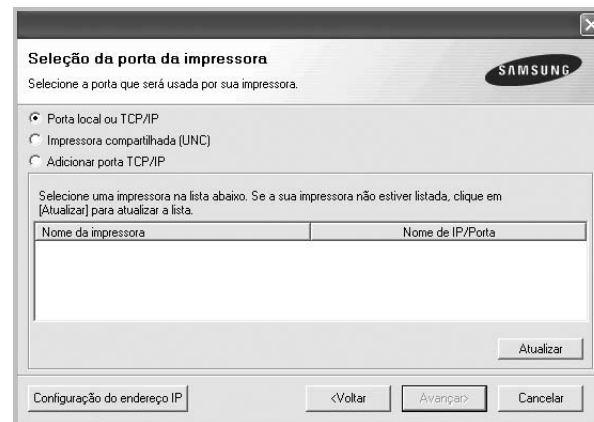 Seleção da porta da impressora
Selecione a porta que será usada por sua impressora.
SAMSUNG
Porta local ou TCP/IP
Impressora compartilhada (UNC)
Adicionar porta TCP/IP
Selecione uma impressora na lista abaixo. Se a sua impressora não estiver listada, clique em
[Atualizar] para atualizar a lista.
Nome da impressora Nome de IP/Porta
Atualizar
Configuração do endereço IP <Voltar Avançar> Cancelar